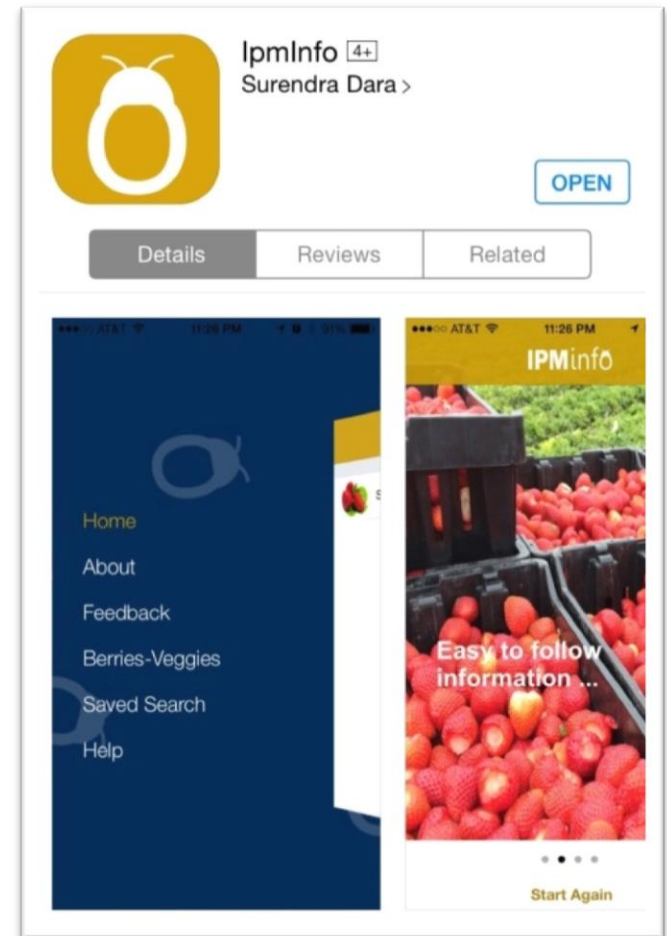 IpmInfo 4+
Surendra Dara >
OPEN
Details Reviews Related
AT&T 11:26 PM 91%
Home
About
Feedback
Berries-Veggies
Saved Search
Help
S
AT&T 11:26 PM
IPMinfo
Easy to follow
information ...
Start Again